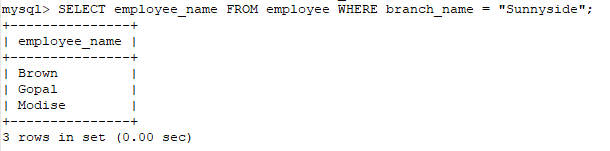 mysql> SELECT employee_name FROM employee WHERE branch_name = "Sunnyside";
+---------------+
| employee_name |
+---------------+
| Brown         |
| Gopal         |
| Modise        |
+---------------+
3 rows in set (0.00 sec)